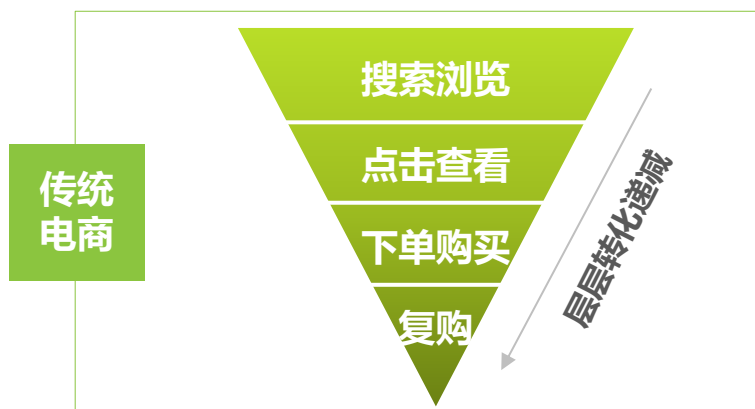 传统
电商
搜索浏览
点击查看
下单购买
复购
层层转化递减